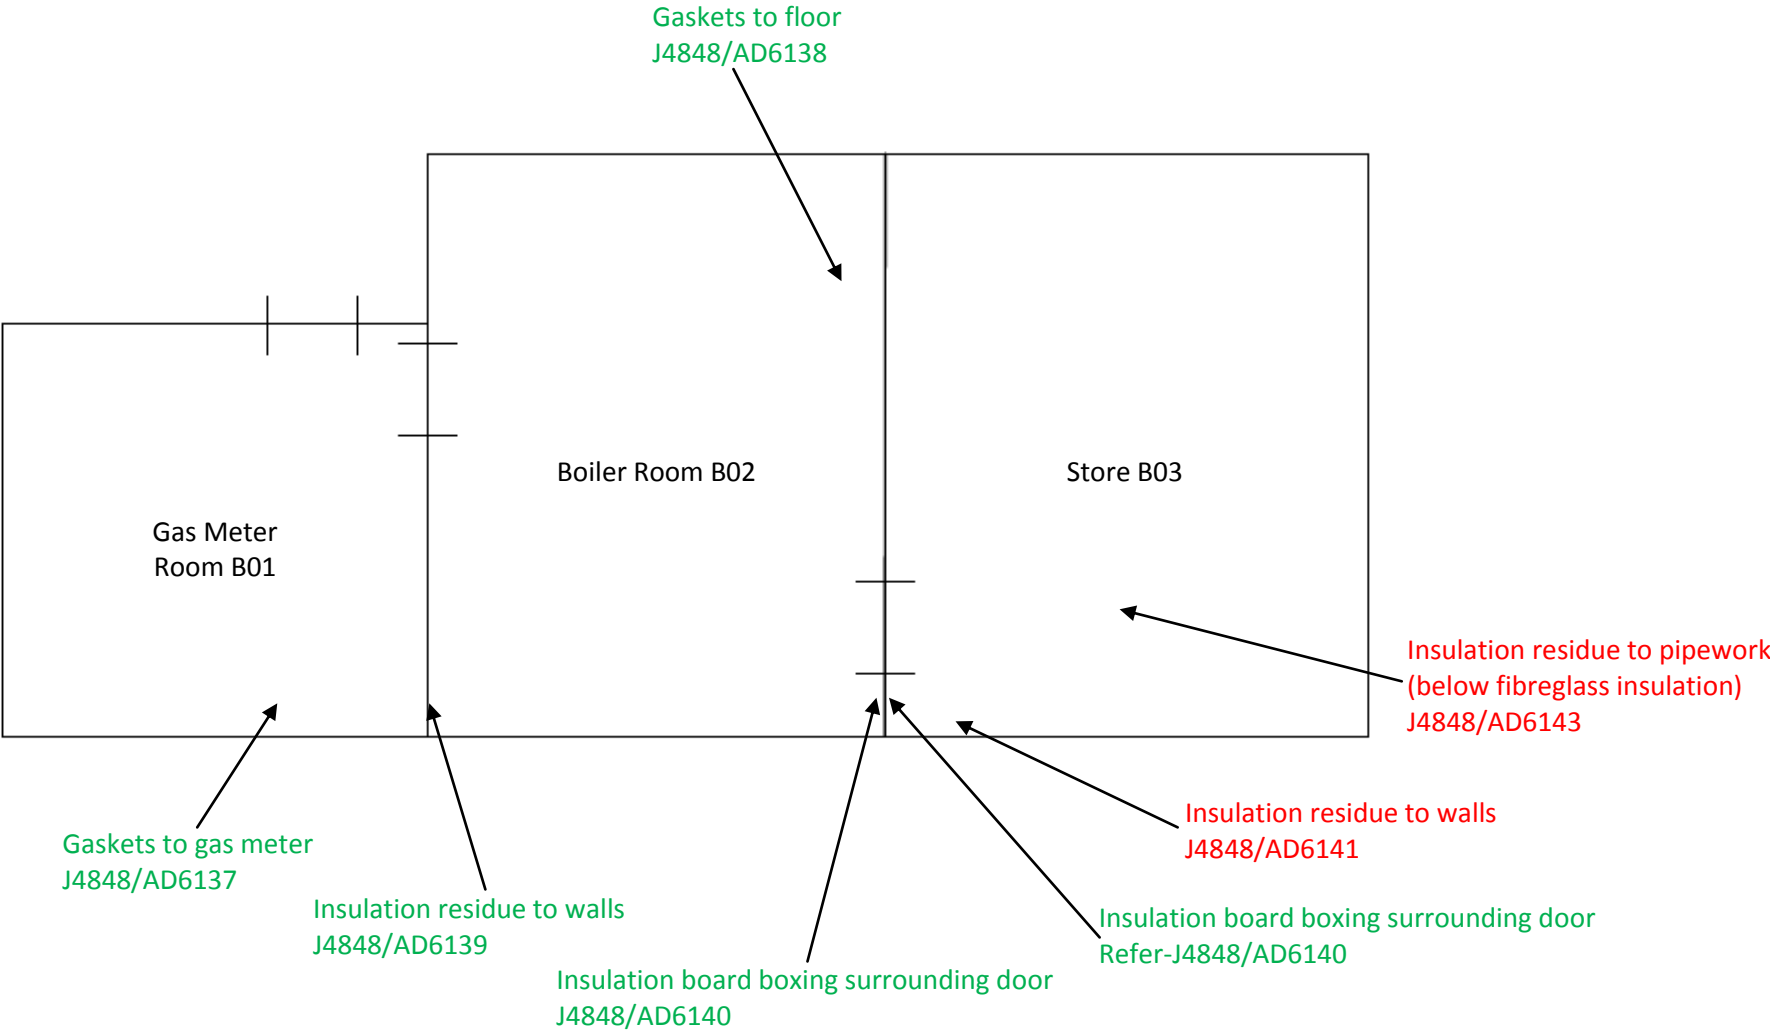 Gaskets to floor
J4848/AD6138
Boiler Room B02
Store B03
Gas Meter
Room B01
Insulation residue to pipework
(below fibreglass insulation)
J4848/AD6143
Insulation residue to walls
J4848/AD6141
Gaskets to gas meter
J4848/AD6137
Insulation residue to walls
J4848/AD6139
Insulation board boxing surrounding door
Refer-J4848/AD6140
Insulation board boxing surrounding door
J4848/AD6140